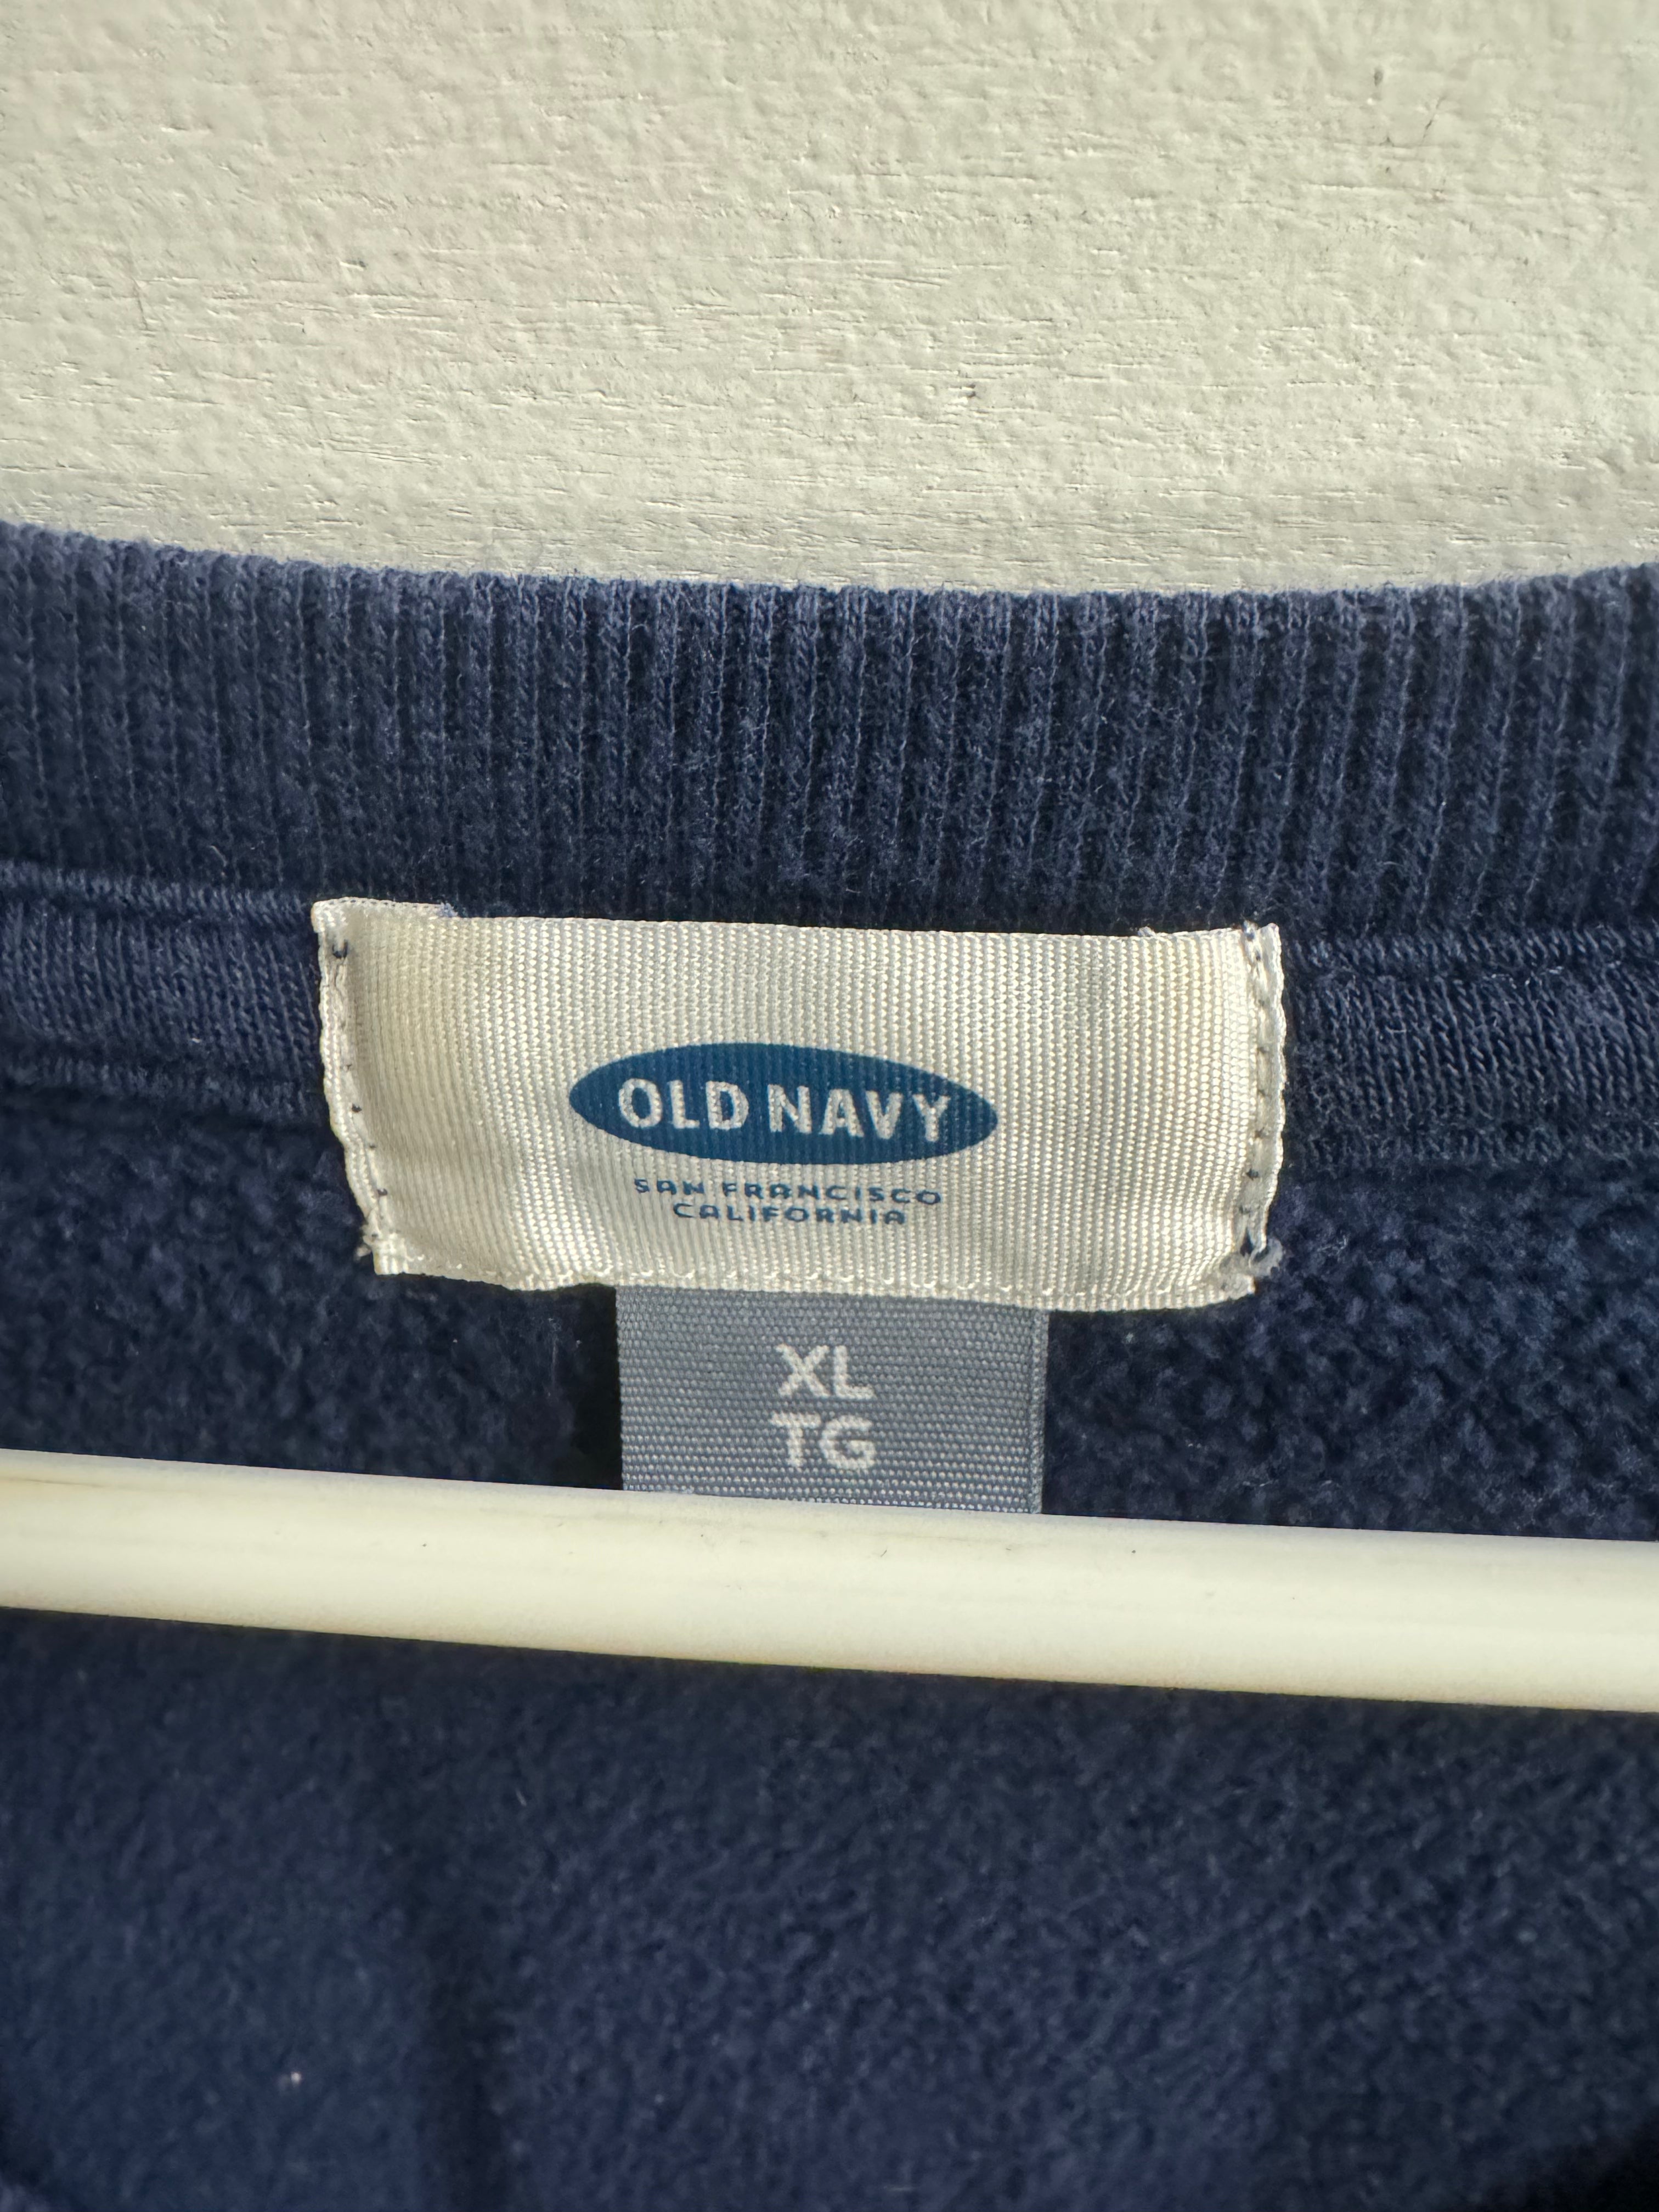 OLD NAVY
SAN FRANCISCO
CALIFORNIA
XL
TG